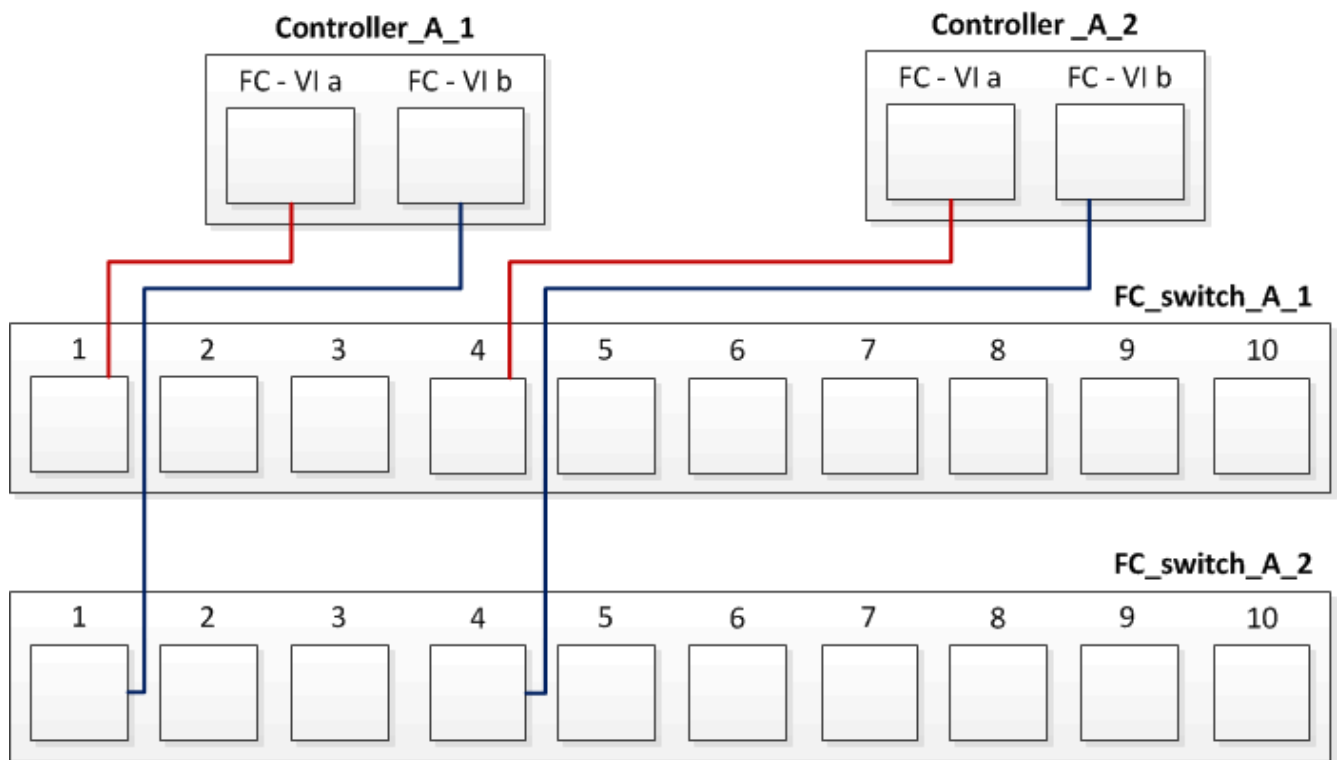 Controller_A_1
Controller _A_2
FC - VI a
FC - VI b
FC - VI a
FC - VI b
FC_switch_A_1
1 2 3 4 5 6 7 8 9 10
FC_switch_A_2
1 2 3 4 5 6 7 8 9 10